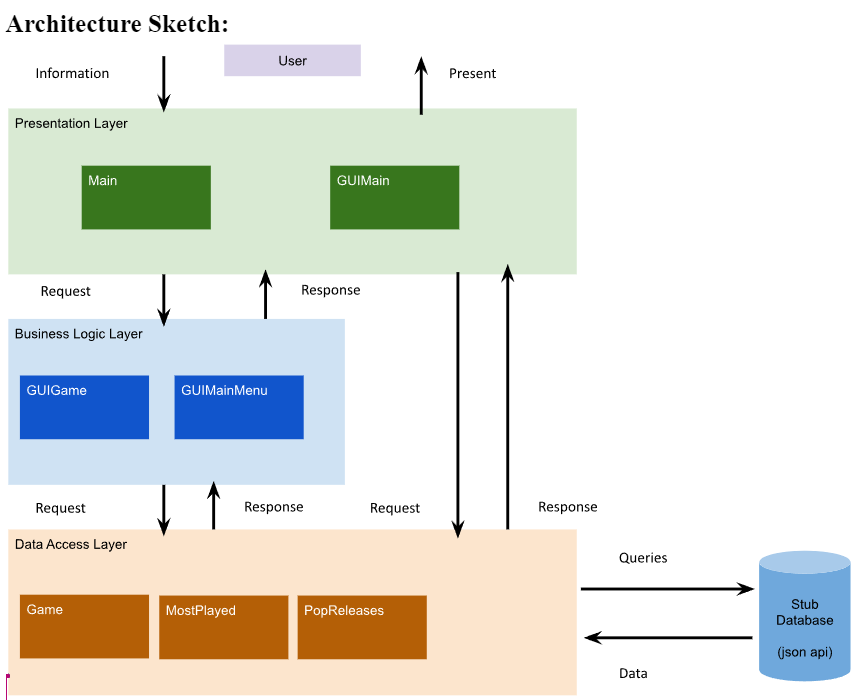 Architecture Sketch:
User
Information
Present
Presentation Layer
Main
GUIMain
Request
Response
Business Logic Layer
GUIGame
GUIMainMenu
Request
Response
Request
Response
Data Access Layer
Game
MostPlayed
PopReleases
Queries
Stub
Database
(json api)
Data